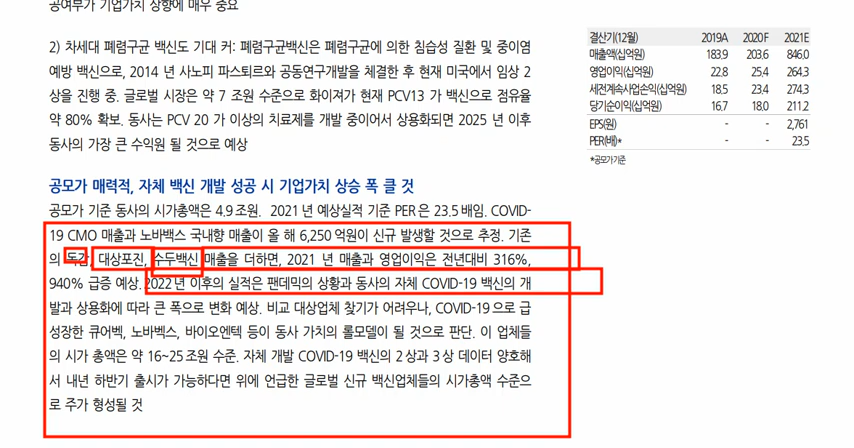 공여부가 기업가치 상향에 매우 중요
2) 차세대 폐렴구균 백신도 기대 커: 폐렴구균백신은 폐렴구균에 의한 침습성 질환 및 중이염
예방 백신으로, 2014 년 사노피 파스퇴르와 공동연구개발을 체결한 후 현재 미국에서 임상 2
상을 진행 중. 글로벌 시장은 약 7 조원 수준으로 화이져가 현재 PCV13 가 백신으로 점유율
약 80% 확보. 동사는 PCV 20 가 이상의 치료제를 개발 중이어서 상용화되면 2025 년 이후
동사의 가장 큰 수익원 될 것으로 예상
공모가 매력적, 자체 백신 개발 성공 시 기업가치 상승 폭 클 것
공모가 기준 동사의 시가총액은 4.9 조원. 2021 년 예상실적 기준 PER 은 23.5 배임. COVID-
19 CMO 매출과 노바백스 국내향 매출이 올 해 6,250 억원이 신규 발생할 것으로 추정. 기존
의 독감, 대상포진, 수두백신 매출을 더하면, 2021 년 매출과 영업이익은 전년대비 316%,
940% 급증 예상. 2022 년 이후의 실적은 팬데믹의 상황과 동사의 자체 COVID-19 백신의 개
발과 상용화에 따라 큰 폭으로 변화 예상. 비교 대상업체 찾기가 어려우나, COVID-19 으로 급
성장한 큐어벡, 노바벡스, 바이오엔텍 등이 동사 가치의 롤모델이 될 것으로 판단. 이 업체들
의 시가 총액은 약 16~25 조원 수준. 자체 개발 COVID-19 백신의 2 상과 3 상 데이터 양호해
서 내년 하반기 출시가 가능하다면 위에 언급한 글로벌 신규 백신업체들의 시가총액 수준으
로 주가 형성될 것
결산기(12월) 2019A 2020F 2021E
매출액(십억원) 183.9 203.6 846.0
영업이익(십억원) 22.8 25.4 264.3
세전계속사업손익(십억원) 18.5 23.4 274.3
당기순이익(십억원) 16.7 18.0 211.2
EPS(원) - - 2,761
PER(배)* - - 23.5
*공모가 기준